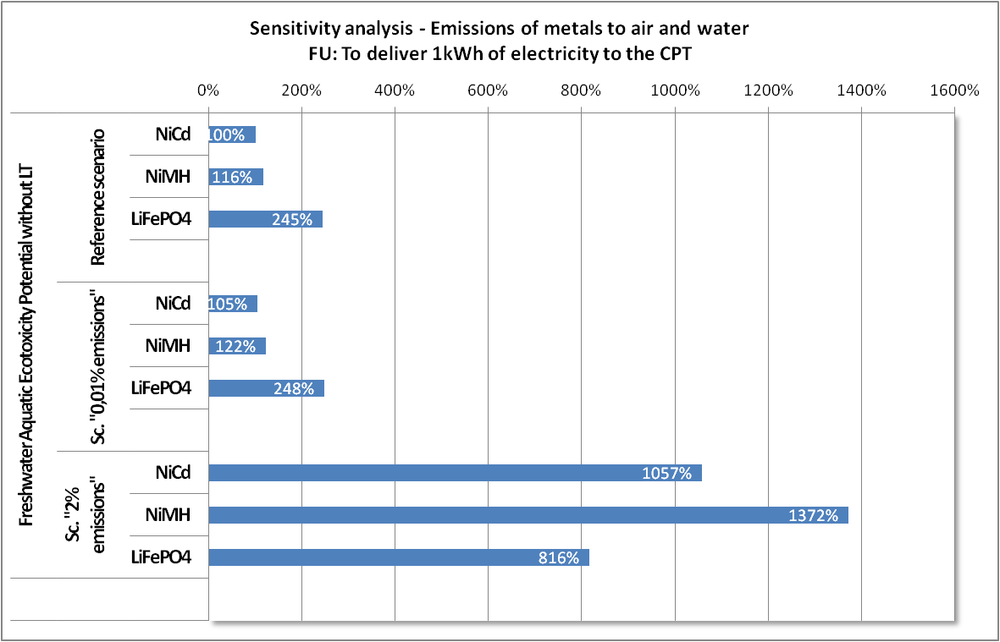 Sensitivity analysis - Emissions of metals to air and water
FU: To deliver 1kWh of electricity to the CPT
0% 200% 400% 600% 800% 1000% 1200% 1400% 1600%
Freshwater Aquatic Ecotoxicity Potential without LT
Reference scenario
NiCd 100%
NiMH 116%
LiFePO4 245%
Sc. "0,01% emissions"
NiCd 105%
NiMH 122%
LiFePO4 248%
Sc. "2%
emissions"
NiCd 1057%
NiMH 1372%
LiFePO4 816%